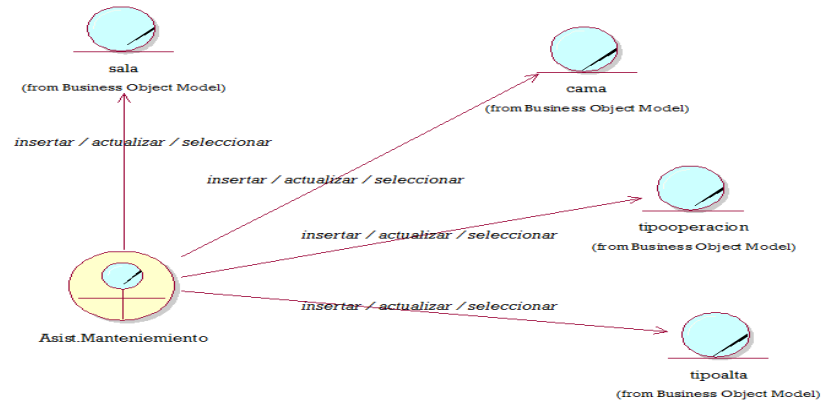 sala
(from Business Object Model)
cama
(from Business Object Model)
insertar / actualizar / seleccionar
insertar / actualizar / seleccionar
tipooperacion
(from Business Object Model)
insertar / actualizar / seleccionar
insertar / actualizar / seleccionar
Asist.Manteniemiento
tipoalta
(from Business Object Model)